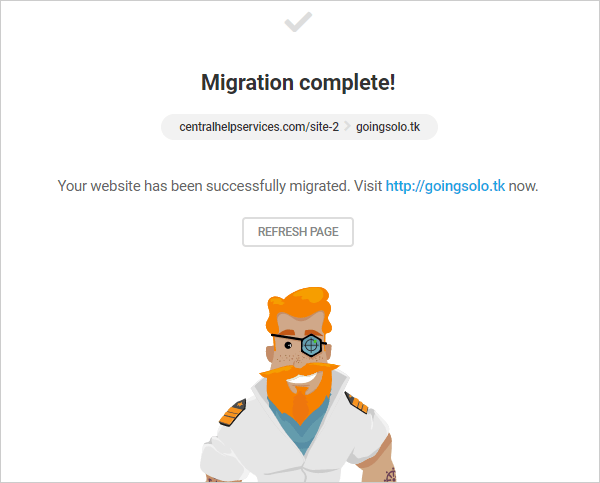 Migration complete!
centralhelpservices.com/site-2 > goingsolo.tk
Your website has been successfully migrated. Visit http://goingsolo.tk now.
REFRESH PAGE